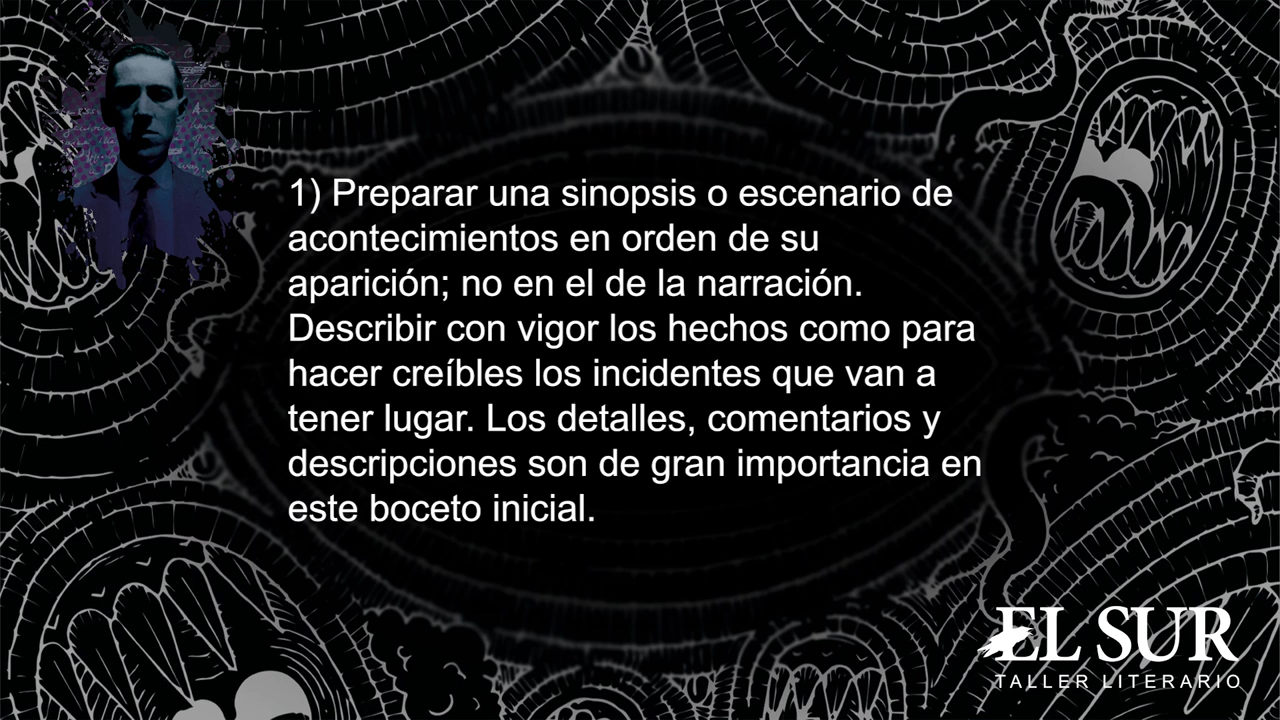 1) Preparar una sinopsis o escenario de
acontecimientos en orden de su
aparición; no en el de la narración.
Describir con vigor los hechos como para
hacer creíbles los incidentes que van a
tener lugar. Los detalles, comentarios y
descripciones son de gran importancia en
este boceto inicial.
EL SUR
TALLER LITERARIO